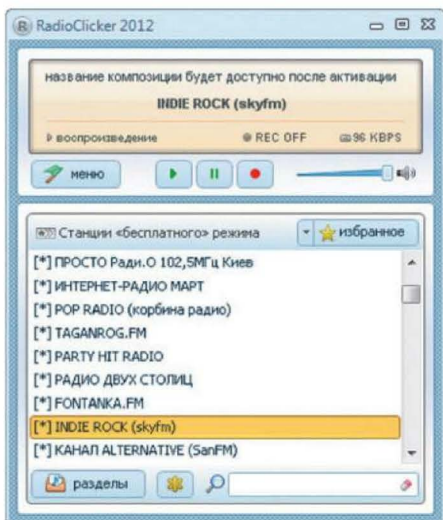 RadioClicker 2012
название композиции будет доступно после активации
INDIE ROCK (skyfm)
воспроизведение REC OFF 96 KBPS
меню
Станции «бесплатного» режима избранное
[*] ПРОСТО Ради.О 102,5МГц Киев
[*] ИНТЕРНЕТ-РАДИО МАРТ
[*] POP RADIO (корбина радио)
[*] TAGANROG.FM
[*] PARTY HIT RADIO
[*] РАДИО ДВУХ СТОЛИЦ
[*] FONTANKA.FM
[*] INDIE ROCK (skyfm)
[*] КАНАЛ ALTERNATIVE (SanFM)
разделы